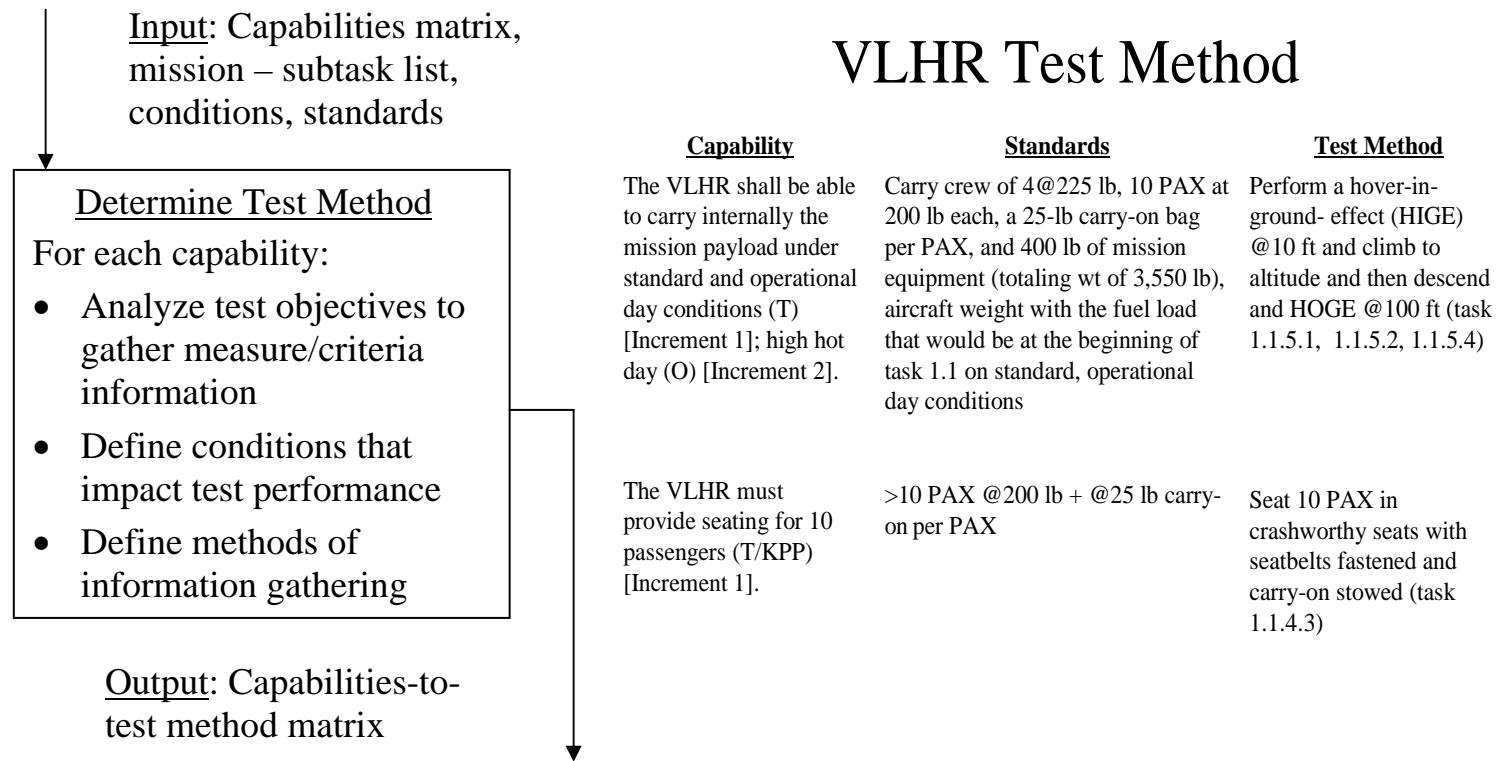 Input: Capabilities matrix,
mission – subtask list,
conditions, standards
Determine Test Method
For each capability:
• Analyze test objectives to
gather measure/criteria
information
• Define conditions that
impact test performance
• Define methods of
information gathering
Output: Capabilities-to-
test method matrix
VLHR Test Method
Capability
The VLHR shall be able
to carry internally the
mission payload under
standard and operational
day conditions (T)
[Increment 1]; high hot
day (O) [Increment 2].
Standards
Carry crew of 4@225 lb, 10 PAX at
200 lb each, a 25-lb carry-on bag
per PAX, and 400 lb of mission
equipment (totaling wt of 3,550 lb),
aircraft weight with the fuel load
that would be at the beginning of
task 1.1 on standard, operational
day conditions
Test Method
Perform a hover-in-
ground- effect (HIGE)
@10 ft and climb to
altitude and then descend
and HOGE @100 ft (task
1.1.5.1, 1.1.5.2, 1.1.5.4)
The VLHR must
provide seating for 10
passengers (T/KPP)
[Increment 1].
>10 PAX @200 lb + @25 lb carry-
on per PAX
Seat 10 PAX in
crashworthy seats with
seatbelts fastened and
carry-on stowed (task
1.1.4.3)